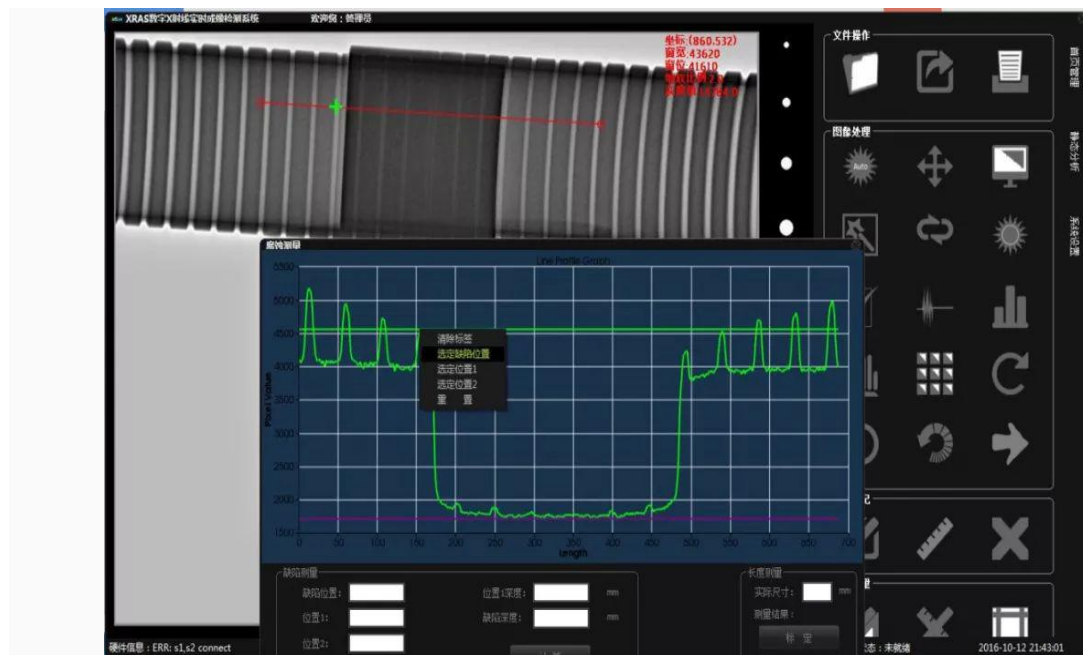 XRAS数字X射线实时成像检测系统 欢迎您：管理员
坐标:(860.532)
窗宽:43620
窗位:41610
文件操作
首页管理
图像处理
静态分析
系统设置
Auto
腐蚀测量
Line Profile Graph
5500
5000
4500
4000
3500
3000
2500
2000
1500
Pixel Value
清除标签
选定缺陷位置
选定位置1
选定位置2
重 置
0 50 100 150 200 250 300 350 400 450 500 550 600 650 700
Length
缺陷测量
缺陷位置：
位置1深度： mm
位置1:
缺陷深度： mm
位置2:
长度测量
实际尺寸： mm
测量结果：
标 定
硬件信息：ERR: s1,s2 connect
状态：未就绪
2016-10-12 21:43:01